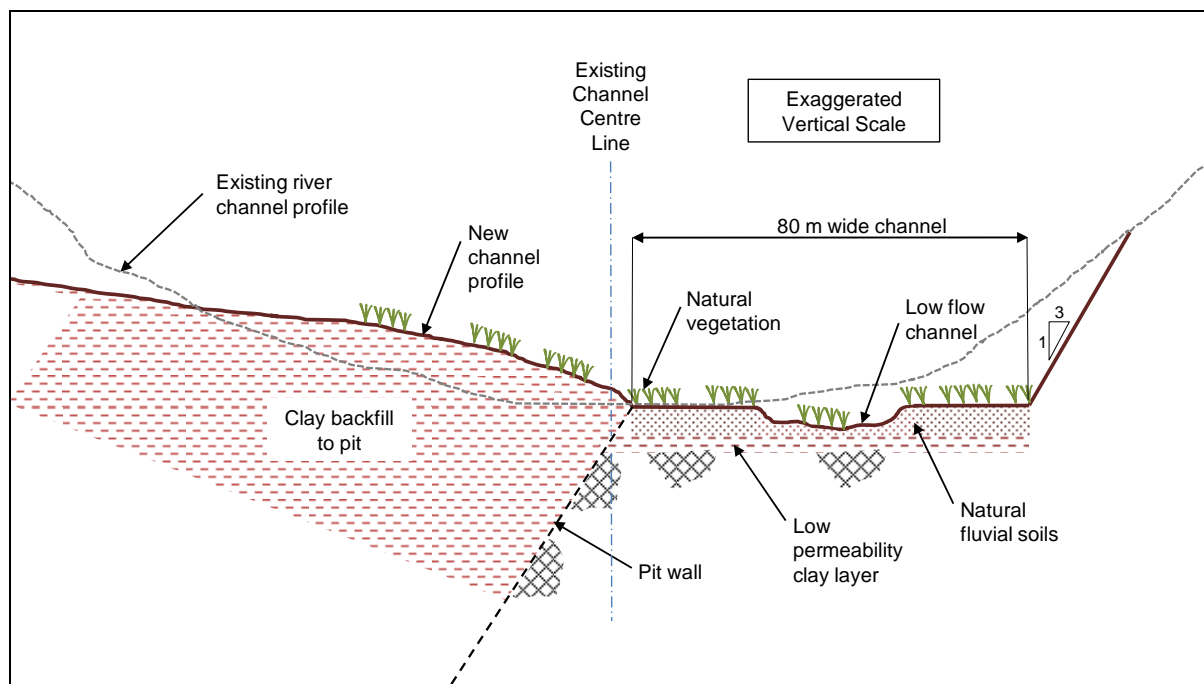 Existing
Channel
Centre
Line
Exaggerated
Vertical Scale
Existing river
channel profile
New
channel
profile
80 m wide channel
Natural
vegetation
Low flow
channel
3
1
Clay backfill
to pit
Pit wall
Low
permeability
clay layer
Natural
fluvial soils